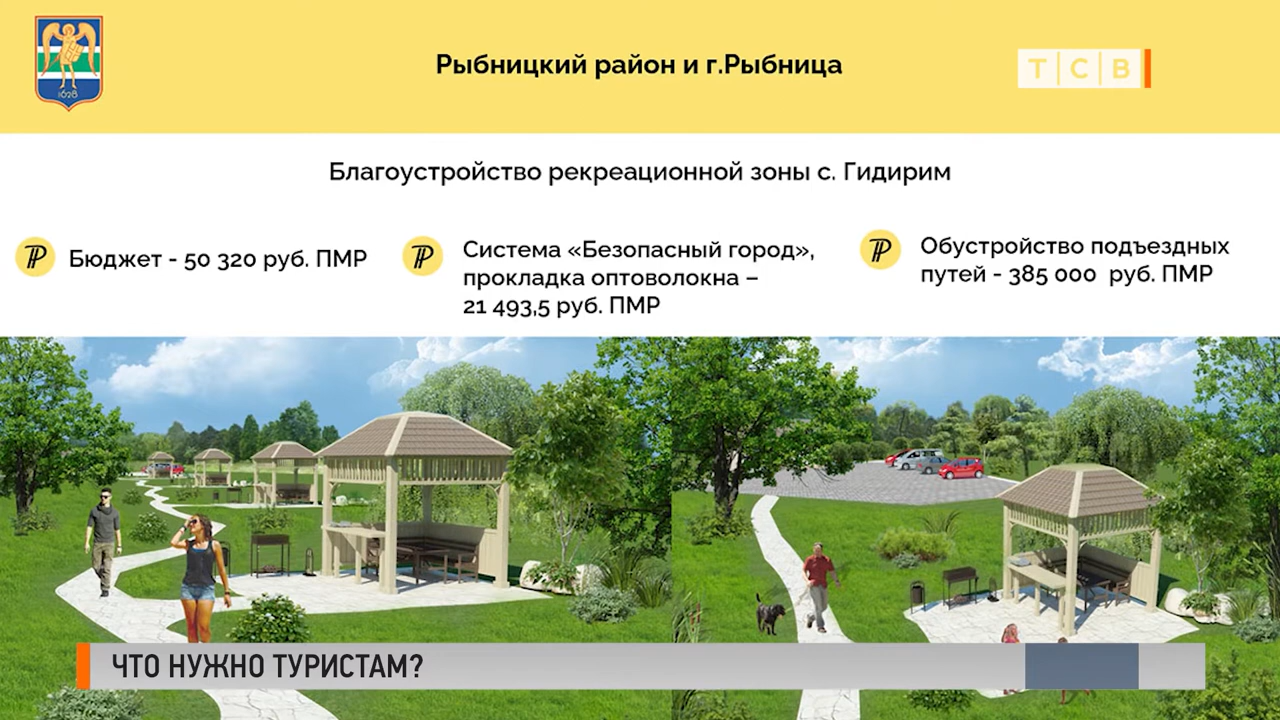 1628
Рыбницкий район и г.Рыбница
ТСВ
Благоустройство рекреационной зоны с. Гидирим
Бюджет - 50 320 руб. ПМР
Система «Безопасный город»,
прокладка оптоволокна –
21 493,5 руб. ПМР
Обустройство подъездных
путей - 385 000 руб. ПМР
ЧТО НУЖНО ТУРИСТАМ?